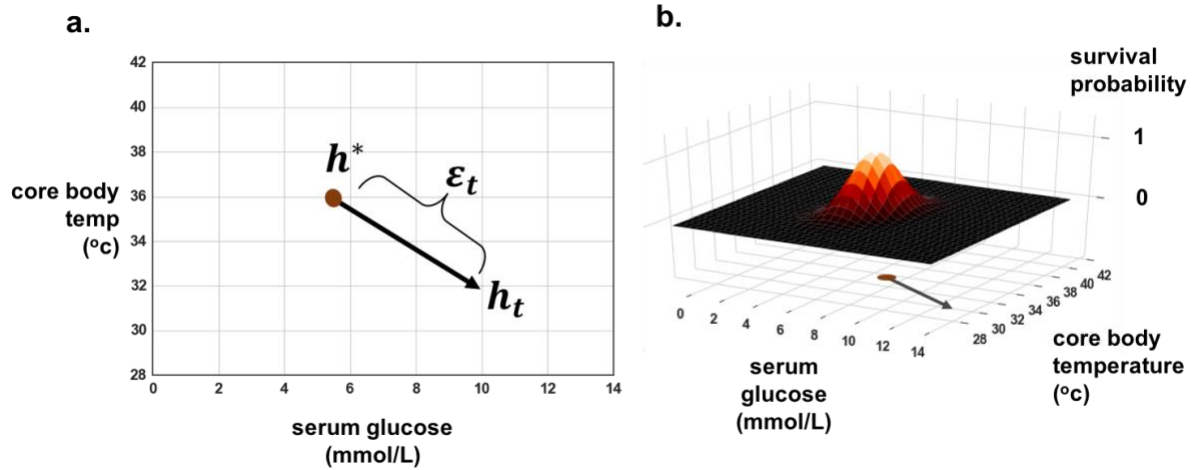 a.
42
40
38
36
34
32
30
28
0 2 4 6 8 10 12 14
core body
temp
(oc)
h*
εt
ht
serum glucose
(mmol/L)
b.
survival
probability
1
0
0 2 4 6 8 10 12 14
28 30 32 34 36 38 40 42
serum
glucose
(mmol/L)
core body
temperature
(oc)